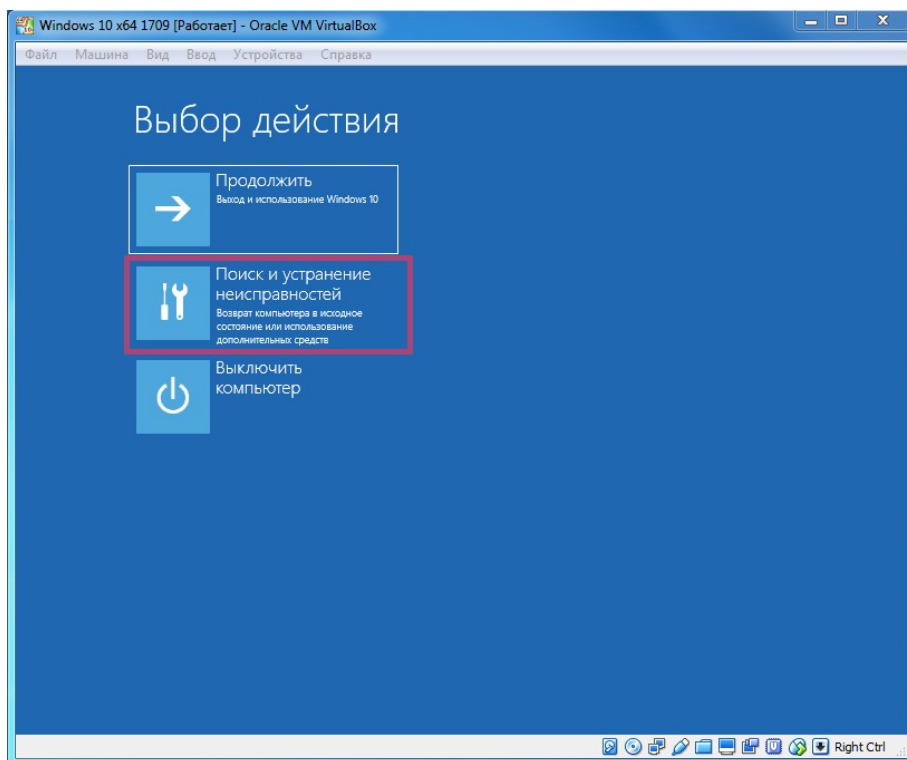 Windows 10 x64 1709 [Работает] - Oracle VM VirtualBox
Файл Машина Вид Ввод Устройства Справка
Выбор действия
Продолжить
Выход и использование Windows 10
Поиск и устранение
неисправностей
Возврат компьютера в исходное
состояние или использование
дополнительных средств
Выключить
компьютер
Right Ctrl